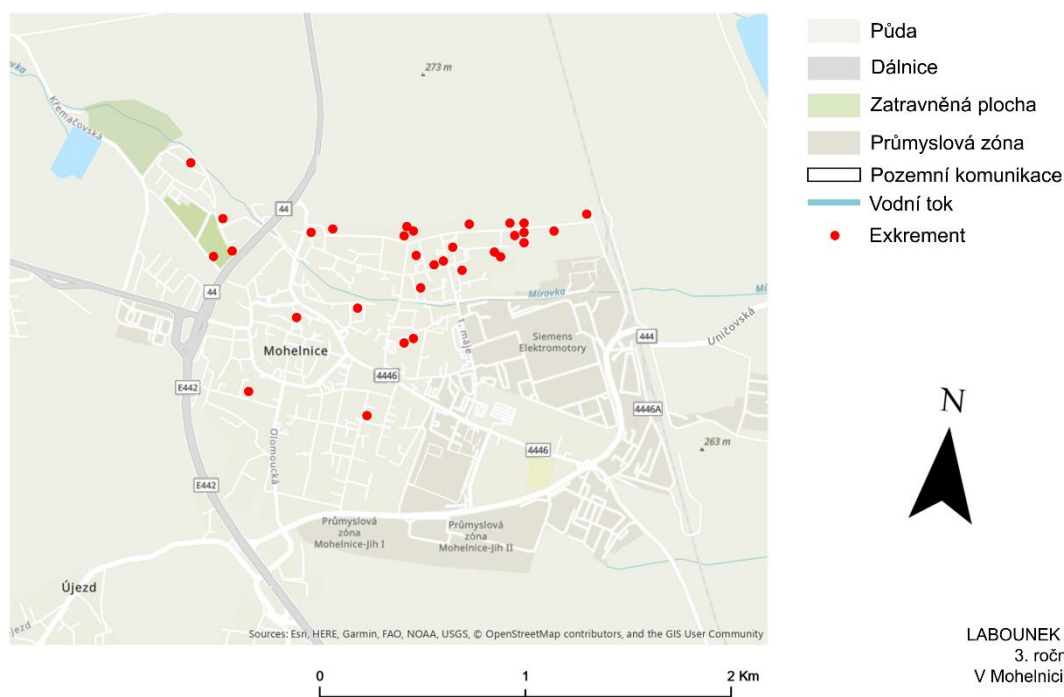 273 m
Křemačovská
44
44
Mírovka
Siemens
Elektromotory
444
Uničovská
1. máje
Mohelnice
4446
E442
4446A
Olomoucká
263 m
4446
E442
Průmyslová
zóna
Mohelnice-Jih I
Průmyslová
zóna
Mohelnice-Jih II
Újezd
Sources: Esri, HERE, Garmin, FAO, NOAA, USGS, © OpenStreetMap contributors, and the GIS User Community
0 1 2 Km
Půda
Dálnice
Zatravněná plocha
Průmyslová zóna
Pozemní komunikace
Vodní tok
Exkrement
N
LABOUNEK
3. ročn
V Mohelnici